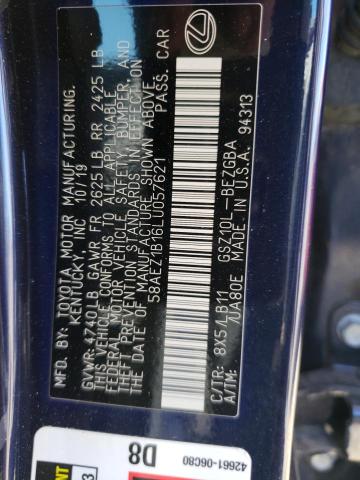 MFD. BY: TOYOTA MOTOR MANUFACTURING,
KENTUCKY, INC. 10/19
GVWR: 4740LB GAWR FR 2625LB RR 2425 LB
THIS VEHICLE CONFORMS TO ALL APPLICABLE
FEDERAL MOTOR VEHICLE SAFETY, BUMPER, AND
THEFT PREVENTION STANDARDS IN EFFECT ON
THE DATE OF MANUFACTURE SHOWN ABOVE.
58AEZ1B16LU057621 PASS. CAR
C/TR: 8X5/LB11 GSZ10L-BEZGBA
A/TM: /UA80E MADE IN U.S.A. 94313
42661-06C80
D8